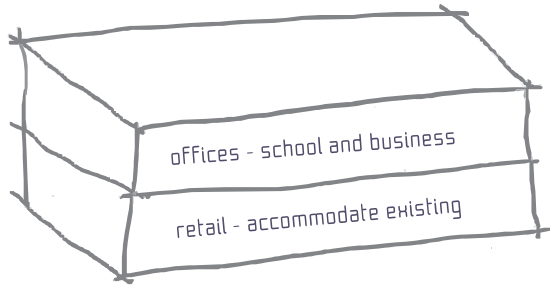 offices - school and business
retail - accommodate existing